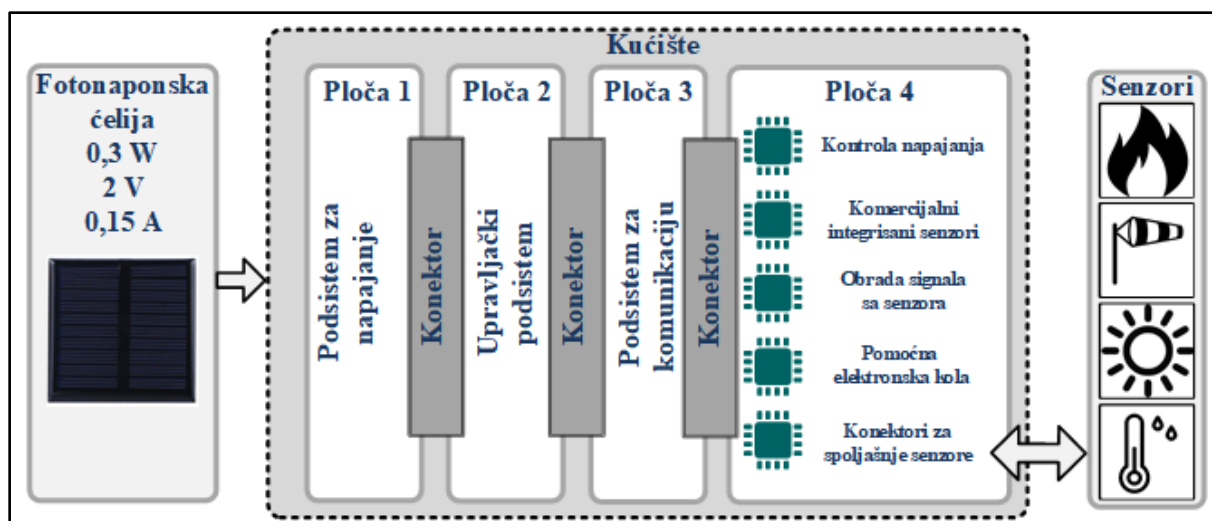 Kućište
Fotonaponska
ćelija
0,3 W
2 V
0,15 A
Ploča 1
Podsistem za
napajanje
Konektor
Ploča 2
Upravljački
podsistem
Konektor
Ploča 3
Podsistem za
komunikaciju
Konektor
Ploča 4
Kontrola napajanja
Komercijalni
integrisani senzori
Obrada signala
sa senzora
Pomoćna
elektronska kola
Konektori za
spoljašnje senzore
Senzori